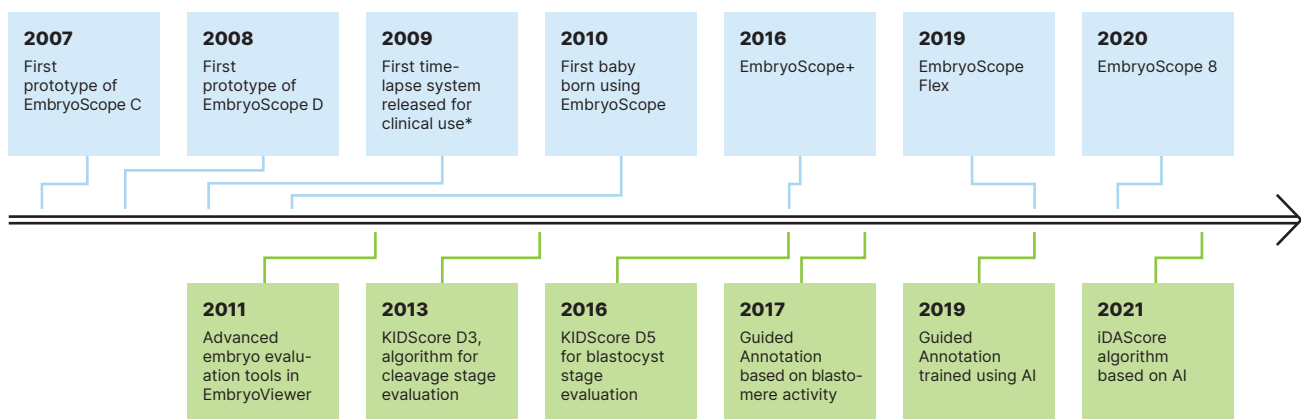 2007
First
prototype of
EmbryoScope C
2008
First
prototype of
EmbryoScope D
2009
First time-
lapse system
released for
clinical use*
2010
First baby
born using
EmbryoScope
2016
EmbryoScope+
2019
EmbryoScope
Flex
2020
EmbryoScope 8
2011
Advanced
embryo evalu-
ation tools in
EmbryoViewer
2013
KIDScore D3,
algorithm for
cleavage stage
evaluation
2016
KIDScore D5
for blastocyst
stage
evaluation
2017
Guided
Annotation
based on blasto-
mere activity
2019
Guided
Annotation
trained using AI
2021
iDAScore
algorithm
based on AI